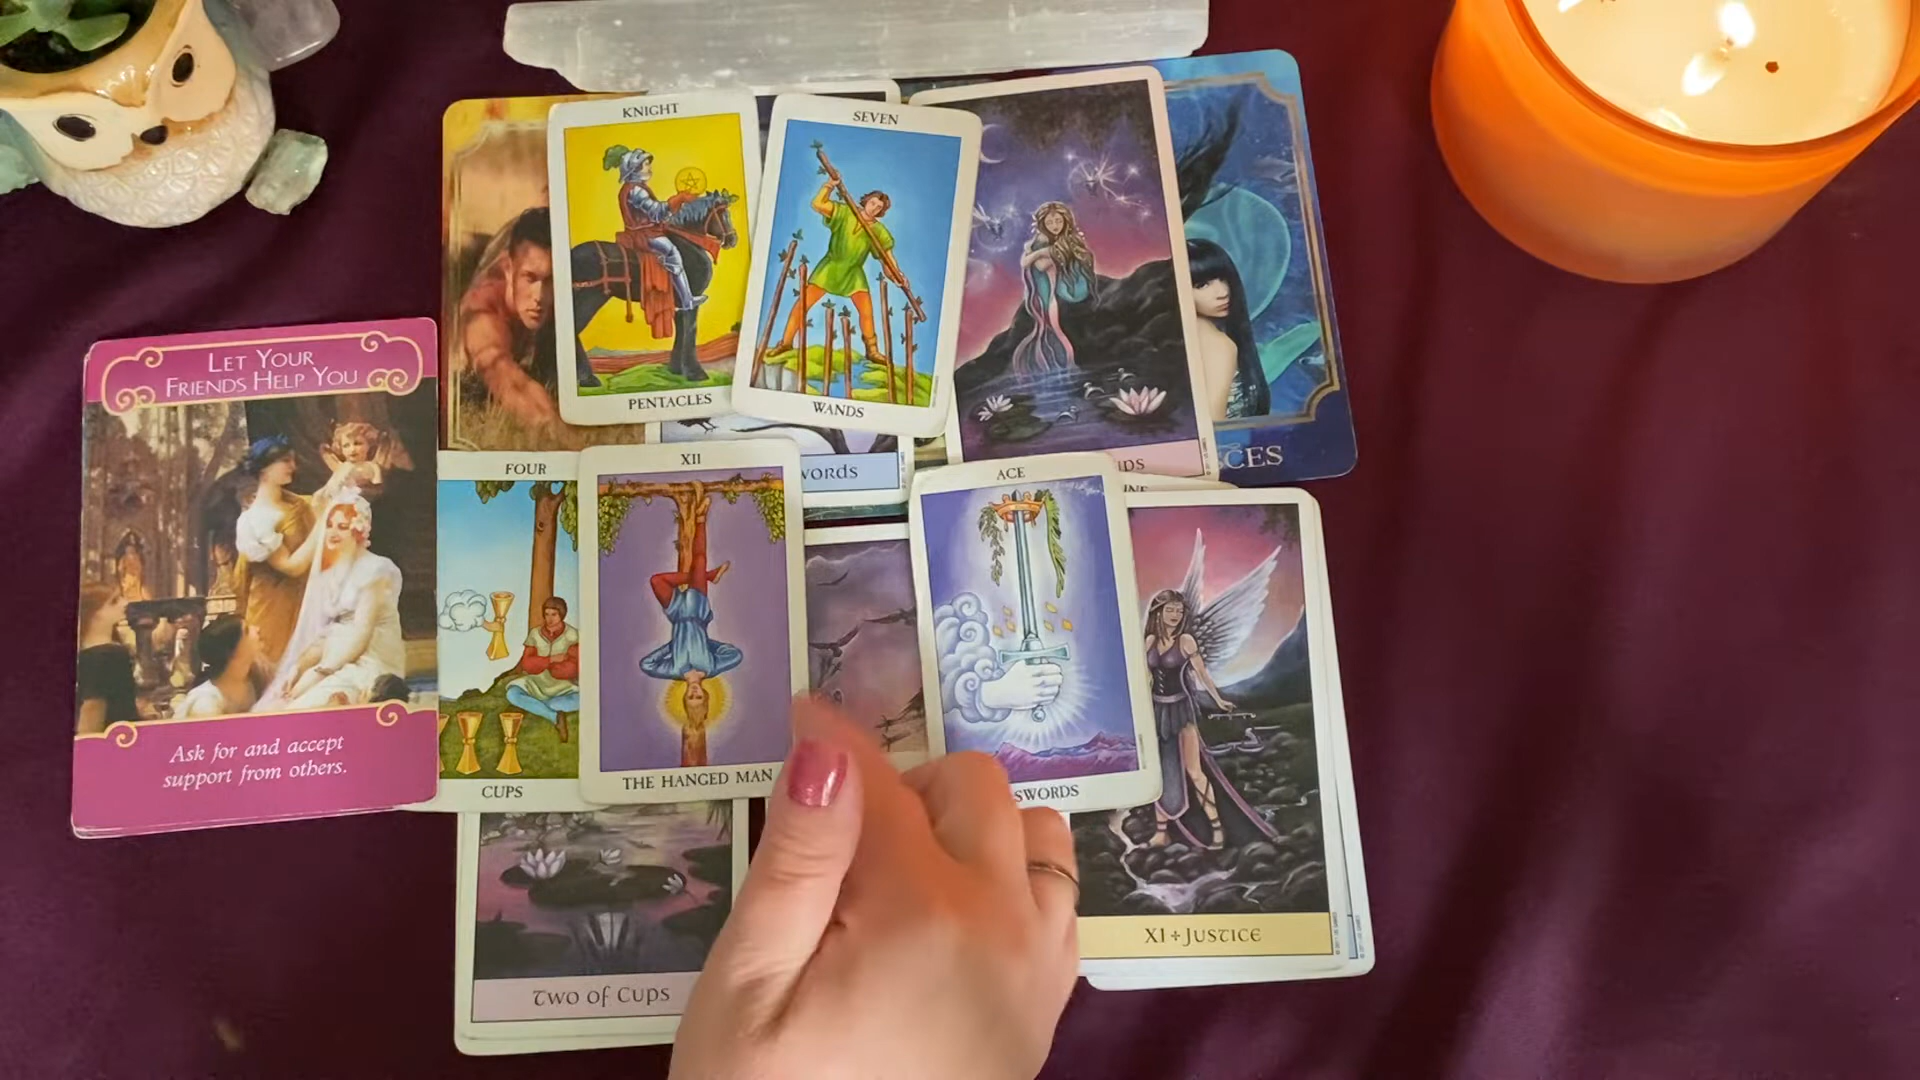 KNIGHT
PENTACLES
SEVEN
WANDS
LET YOUR
FRIENDS HELP YOU
Ask for and accept
support from others.
FOUR
CUPS
XII
THE HANGED MAN
ACE
SWORDS
XI + JUSTICE
Two of Cups